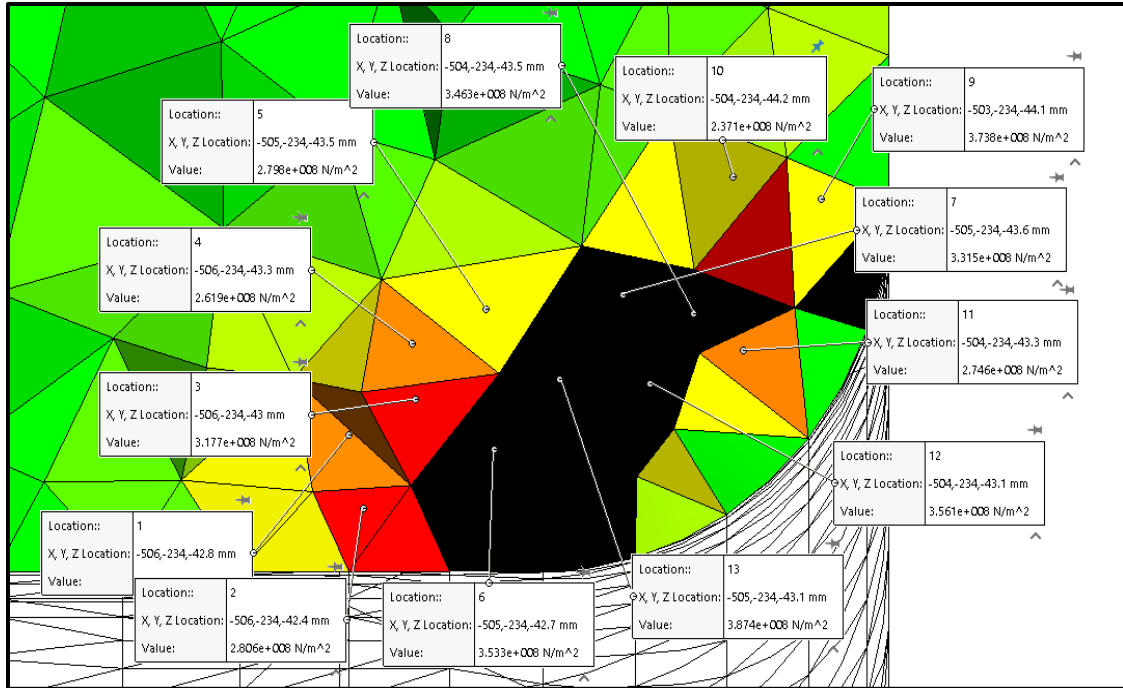 Location:: 8
X, Y, Z Location: -504,-234,-43.5 mm
Value: 3.463e+008 N/m^2
Location:: 10
X, Y, Z Location: -504,-234,-44.2 mm
Value: 2.371e+008 N/m^2
Location:: 9
X, Y, Z Location: -503,-234,-44.1 mm
Value: 3.738e+008 N/m^2
Location:: 5
X, Y, Z Location: -505,-234,-43.5 mm
Value: 2.798e+008 N/m^2
Location:: 7
X, Y, Z Location: -505,-234,-43.6 mm
Value: 3.315e+008 N/m^2
Location:: 4
X, Y, Z Location: -506,-234,-43.3 mm
Value: 2.619e+008 N/m^2
Location:: 11
X, Y, Z Location: -504,-234,-43.3 mm
Value: 2.746e+008 N/m^2
Location:: 3
X, Y, Z Location: -506,-234,-43 mm
Value: 3.177e+008 N/m^2
Location:: 12
X, Y, Z Location: -504,-234,-43.1 mm
Value: 3.561e+008 N/m^2
Location:: 1
X, Y, Z Location: -506,-234,-42.8 mm
Value:
Location:: 2
X, Y, Z Location: -506,-234,-42.4 mm
Value: 2.806e+008 N/m^2
Location:: 6
X, Y, Z Location: -505,-234,-42.7 mm
Value: 3.533e+008 N/m^2
Location:: 13
X, Y, Z Location: -505,-234,-43.1 mm
Value: 3.874e+008 N/m^2